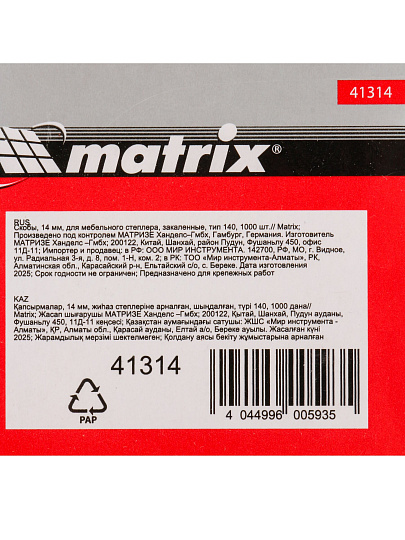 41314
matrix®
RUS
Скобы, 14 мм, для мебельного степлера, закаленные, тип 140, 1000 шт.// Matrix;
Произведено под контролем МАТРИЗЕ Ханделс–Гмбх, Гамбург, Германия. Изготовитель
МАТРИЗЕ Ханделс –Гмбх; 200122, Китай, Шанхай, район Пудун, Фушаньлу 450, офис
11Д-11; Импортер и продавец: в РФ: ООО МИР ИНСТРУМЕНТА. 142700, РФ, МО, г. Видное,
ул. Радиальная 3-я, д. 8, пом. 1-Н, ком. 2; в РК: ТОО «Мир инструмента-Алматы», РК,
Алматинская обл., Карасайский р-н, Ельтайский с/о, с. Береке. Дата изготовления
2025; Срок годности не ограничен; Предназначено для крепежных работ
KAZ
Қапсырмалар, 14 мм, жиһаз степлеріне арналған, шындалған, түрі 140, 1000 дана//
Matrix; Жасап шығарушы МАТРИЗЕ Ханделс –Гмбх; 200122, Қытай, Шанхай, Пудун ауданы,
Фушаньлу 450, 11Д-11 кеңсесі; Қазақстан аумағындағы сатушы: ЖШС «Мир инструмента -
Алматы», ҚР, Алматы обл., Қарасай ауданы, Елтай а/о, Береке ауылы. Жасалған күні
2025; Жарамдылық мерзімі шектелмеген; Қолдану аясы бекіту жұмыстарына арналған
41314
PAP
4 044996 005935